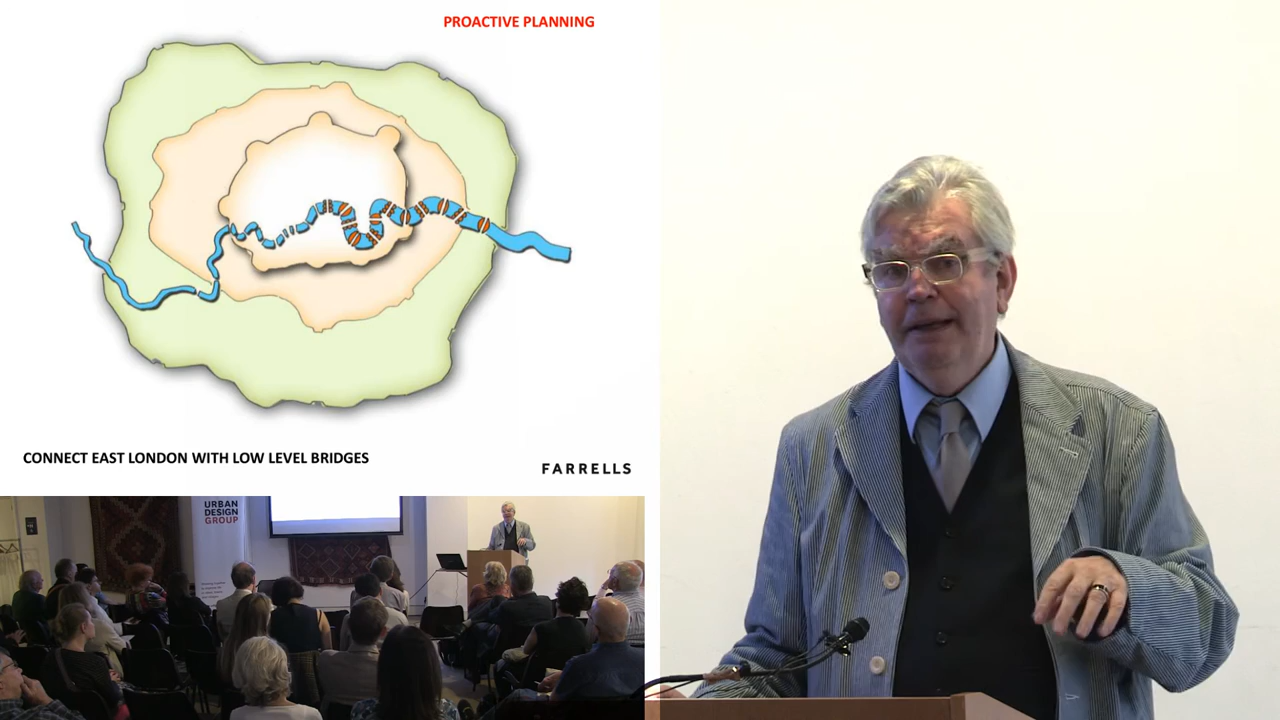 PROACTIVE PLANNING
CONNECT EAST LONDON WITH LOW LEVEL BRIDGES
FARRELLS
URBAN
DESIGN
GROUP